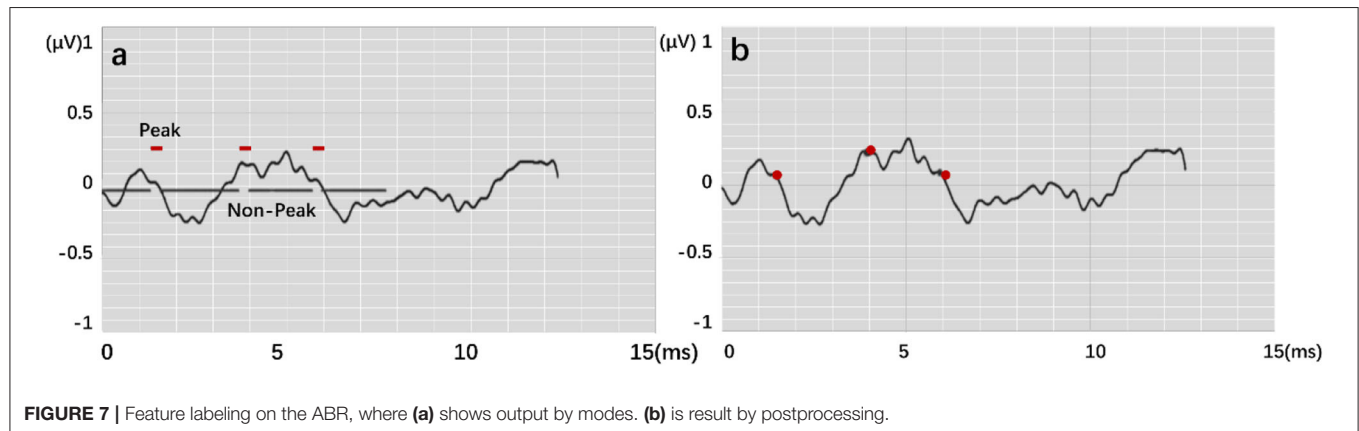 (μV)1
a
0.5
Peak
0
Non-Peak
-0.5
-1
0 5 10 15(ms)
(μV) 1
b
0.5
0
-0.5
-1
0 5 10 15(ms)
FIGURE 7 | Feature labeling on the ABR, where (a) shows output by modes. (b) is result by postprocessing.